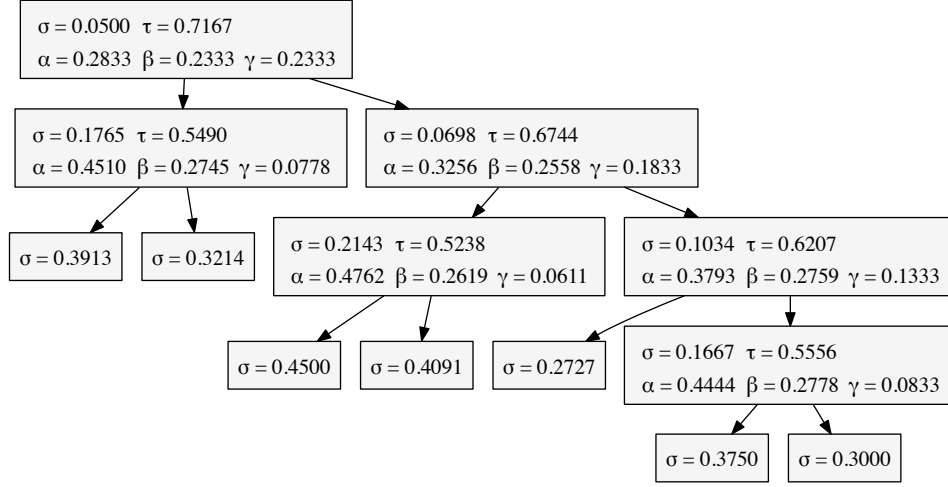 σ = 0.0500 τ = 0.7167
α = 0.2833 β = 0.2333 γ = 0.2333
σ = 0.1765 τ = 0.5490
α = 0.4510 β = 0.2745 γ = 0.0778
σ = 0.0698 τ = 0.6744
α = 0.3256 β = 0.2558 γ = 0.1833
σ = 0.3913
σ = 0.3214
σ = 0.2143 τ = 0.5238
α = 0.4762 β = 0.2619 γ = 0.0611
σ = 0.1034 τ = 0.6207
α = 0.3793 β = 0.2759 γ = 0.1333
σ = 0.4500
σ = 0.4091
σ = 0.2727
σ = 0.1667 τ = 0.5556
α = 0.4444 β = 0.2778 γ = 0.0833
σ = 0.3750
σ = 0.3000